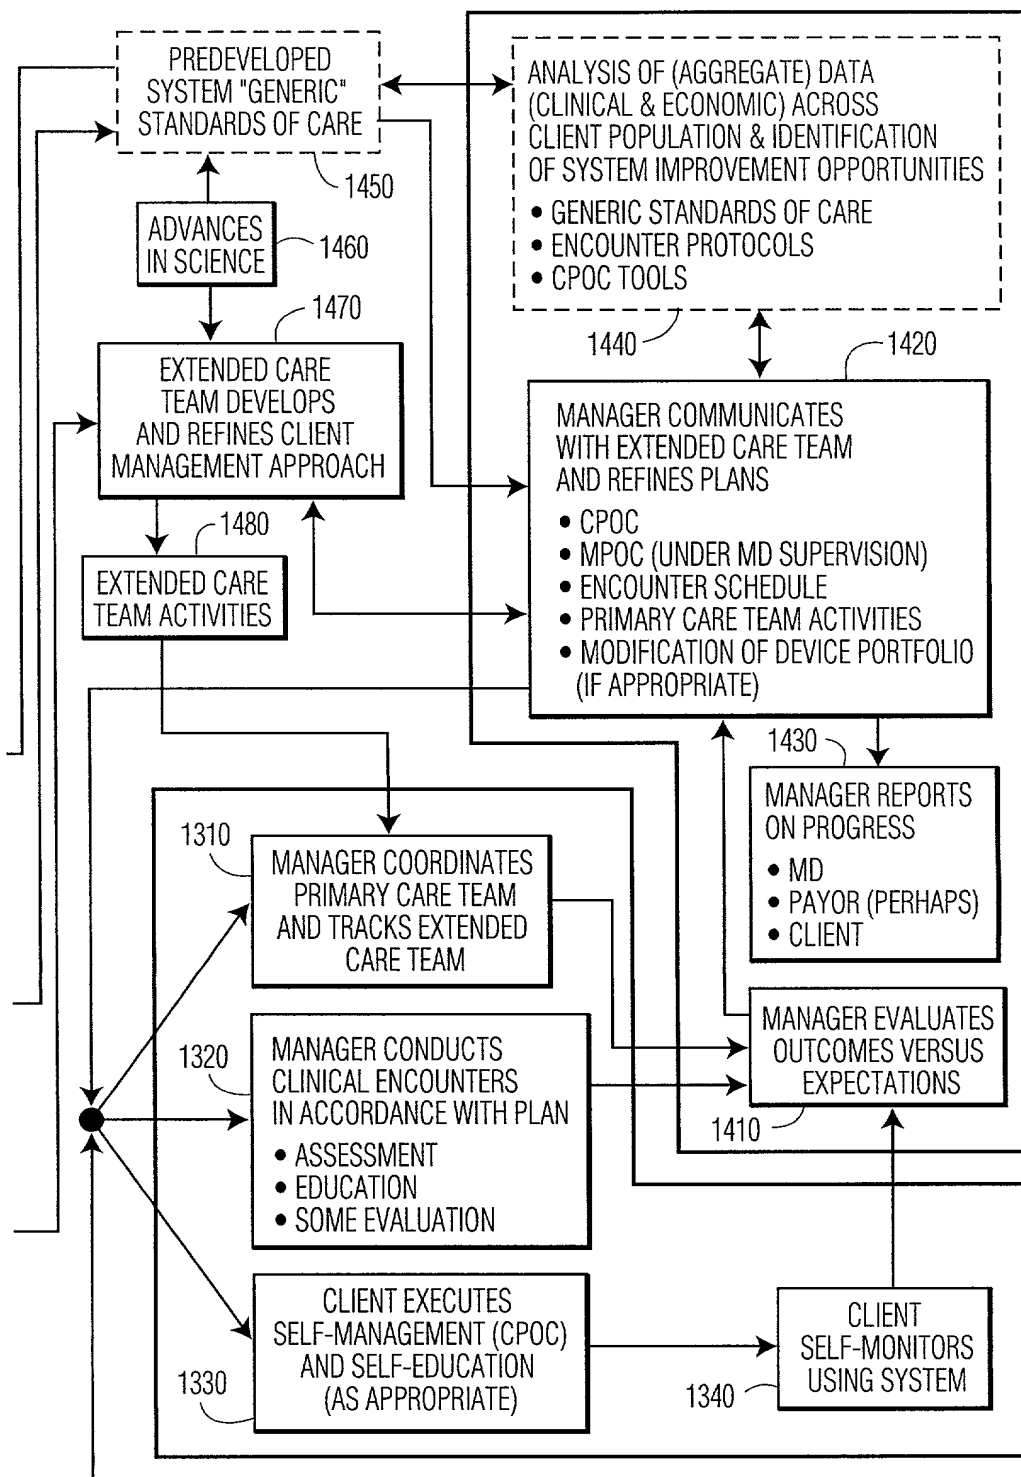 PREDEVELOPED
SYSTEM "GENERIC"
STANDARDS OF CARE
1450
ANALYSIS OF (AGGREGATE) DATA
(CLINICAL & ECONOMIC) ACROSS
CLIENT POPULATION & IDENTIFICATION
OF SYSTEM IMPROVEMENT OPPORTUNITIES
• GENERIC STANDARDS OF CARE
• ENCOUNTER PROTOCOLS
• CPOC TOOLS
1440
ADVANCES
IN SCIENCE
1460
1470
EXTENDED CARE
TEAM DEVELOPS
AND REFINES CLIENT
MANAGEMENT APPROACH
1420
MANAGER COMMUNICATES
WITH EXTENDED CARE TEAM
AND REFINES PLANS
• CPOC
• MPOC (UNDER MD SUPERVISION)
• ENCOUNTER SCHEDULE
• PRIMARY CARE TEAM ACTIVITIES
• MODIFICATION OF DEVICE PORTFOLIO
(IF APPROPRIATE)
1480
EXTENDED CARE
TEAM ACTIVITIES
1430
MANAGER REPORTS
ON PROGRESS
• MD
• PAYOR (PERHAPS)
• CLIENT
1310
MANAGER COORDINATES
PRIMARY CARE TEAM
AND TRACKS EXTENDED
CARE TEAM
1320
MANAGER CONDUCTS
CLINICAL ENCOUNTERS
IN ACCORDANCE WITH PLAN
• ASSESSMENT
• EDUCATION
• SOME EVALUATION
MANAGER EVALUATES
OUTCOMES VERSUS
EXPECTATIONS
1410
CLIENT EXECUTES
SELF-MANAGEMENT (CPOC)
AND SELF-EDUCATION
(AS APPROPRIATE)
1330
CLIENT
SELF-MONITORS
USING SYSTEM
1340